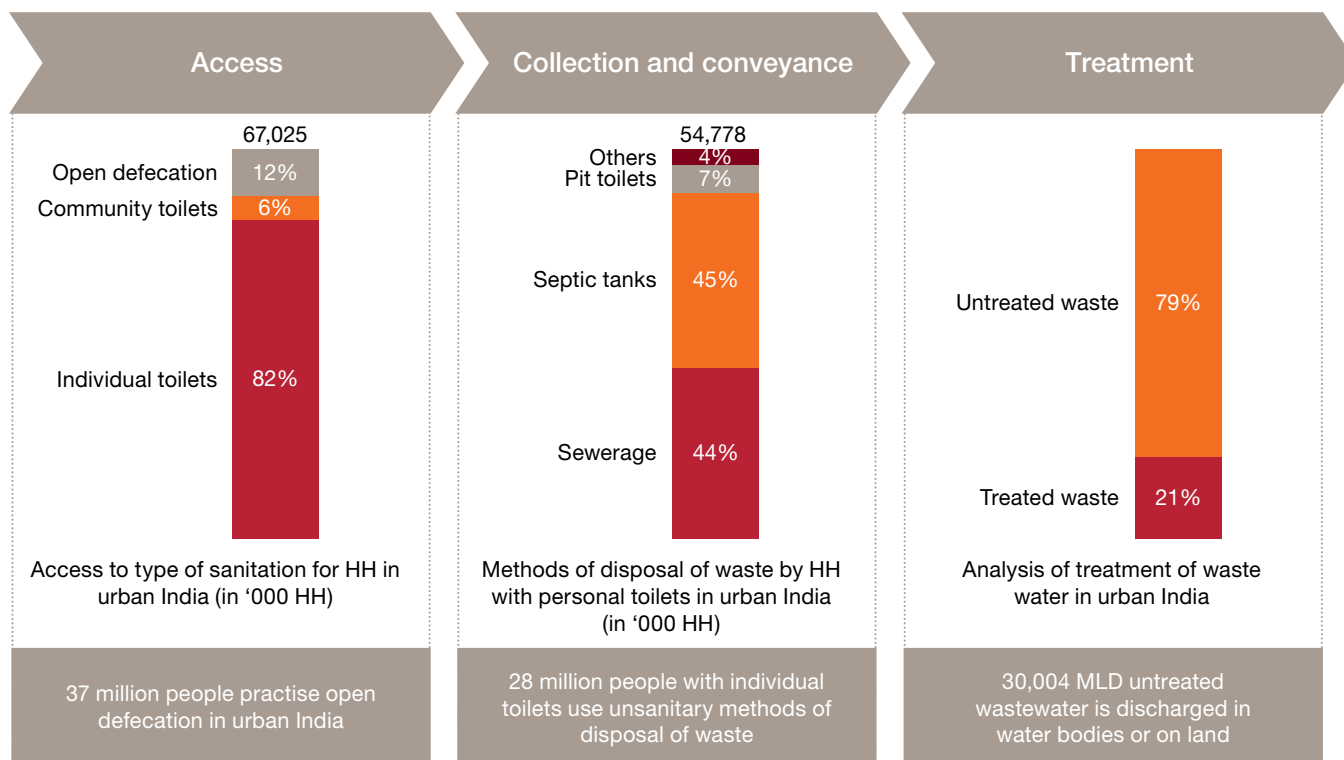 Access
67,025
Open defecation 12%
Community toilets 6%
Individual toilets 82%
Access to type of sanitation for HH in
urban India (in ‘000 HH)
37 million people practise open
defecation in urban India
Collection and conveyance
54,778
Others 4%
Pit toilets 7%
Septic tanks 45%
Sewerage 44%
Methods of disposal of waste by HH
with personal toilets in urban India
(in ‘000 HH)
28 million people with individual
toilets use unsanitary methods of
disposal of waste
Treatment
Untreated waste 79%
Treated waste 21%
Analysis of treatment of waste
water in urban India
30,004 MLD untreated
wastewater is discharged in
water bodies or on land